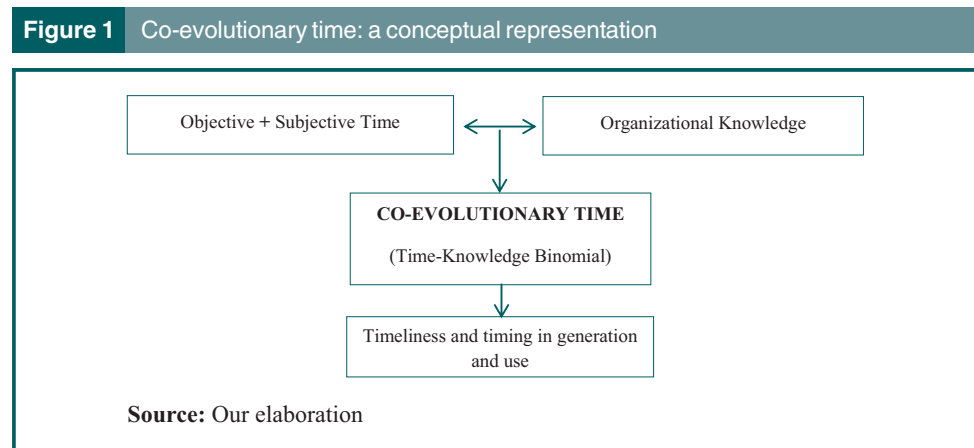 Figure 1 Co-evolutionary time: a conceptual representation
Objective + Subjective Time
Organizational Knowledge
CO-EVOLUTIONARY TIME
(Time-Knowledge Binomial)
Timeliness and timing in generation
and use
Source: Our elaboration